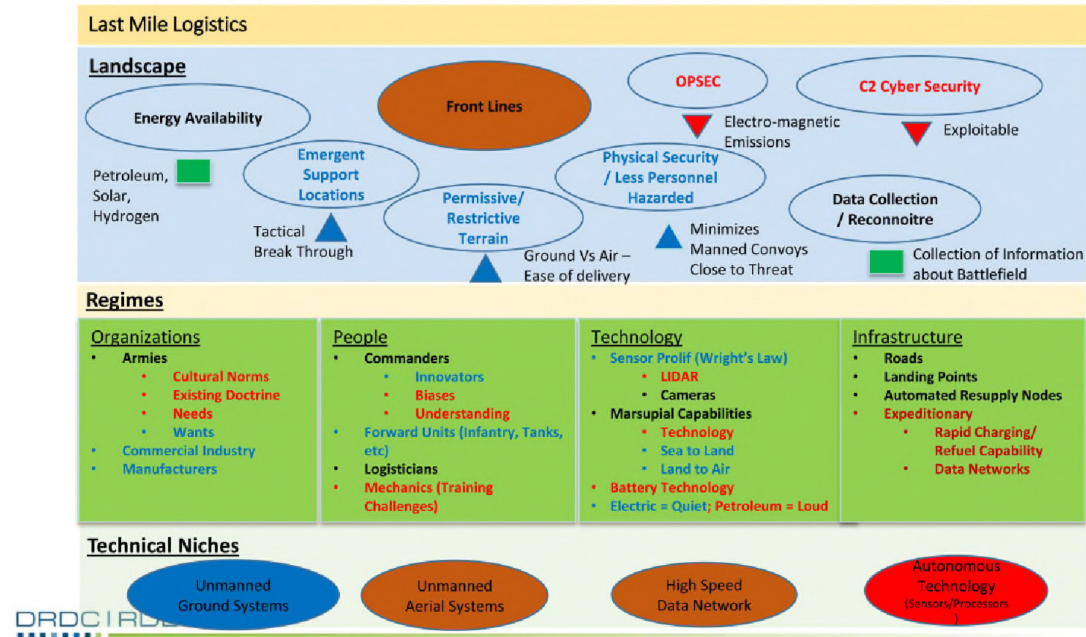 Last Mile Logistics
Landscape
Energy Availability
Petroleum,
Solar,
Hydrogen
Emergent
Support
Locations
Tactical
Break Through
Front Lines
Permissive/
Restrictive
Terrain
Ground Vs Air –
Ease of delivery
OPSEC
Electro-magnetic
Emissions
Physical Security
/ Less Personnel
Hazarded
Minimizes
Manned Convoys
Close to Threat
C2 Cyber Security
Exploitable
Data Collection
/ Reconnoitre
Collection of Information
about Battlefield
Regimes
Organizations
• Armies
• Cultural Norms
• Existing Doctrine
• Needs
• Wants
• Commercial Industry
• Manufacturers
People
• Commanders
• Innovators
• Biases
• Understanding
• Forward Units (Infantry, Tanks,
etc)
• Logisticians
• Mechanics (Training
Challenges)
Technology
• Sensor Prolif (Wright's Law)
• LIDAR
• Cameras
• Marsupial Capabilities
• Technology
• Sea to Land
• Land to Air
• Battery Technology
• Electric = Quiet; Petroleum = Loud
Infrastructure
• Roads
• Landing Points
• Automated Resupply Nodes
• Expeditionary
• Rapid Charging/
Refuel Capability
• Data Networks
Technical Niches
Unmanned
Ground Systems
Unmanned
Aerial Systems
High Speed
Data Network
Autonomous
Technology
(Sensors/Processors
)